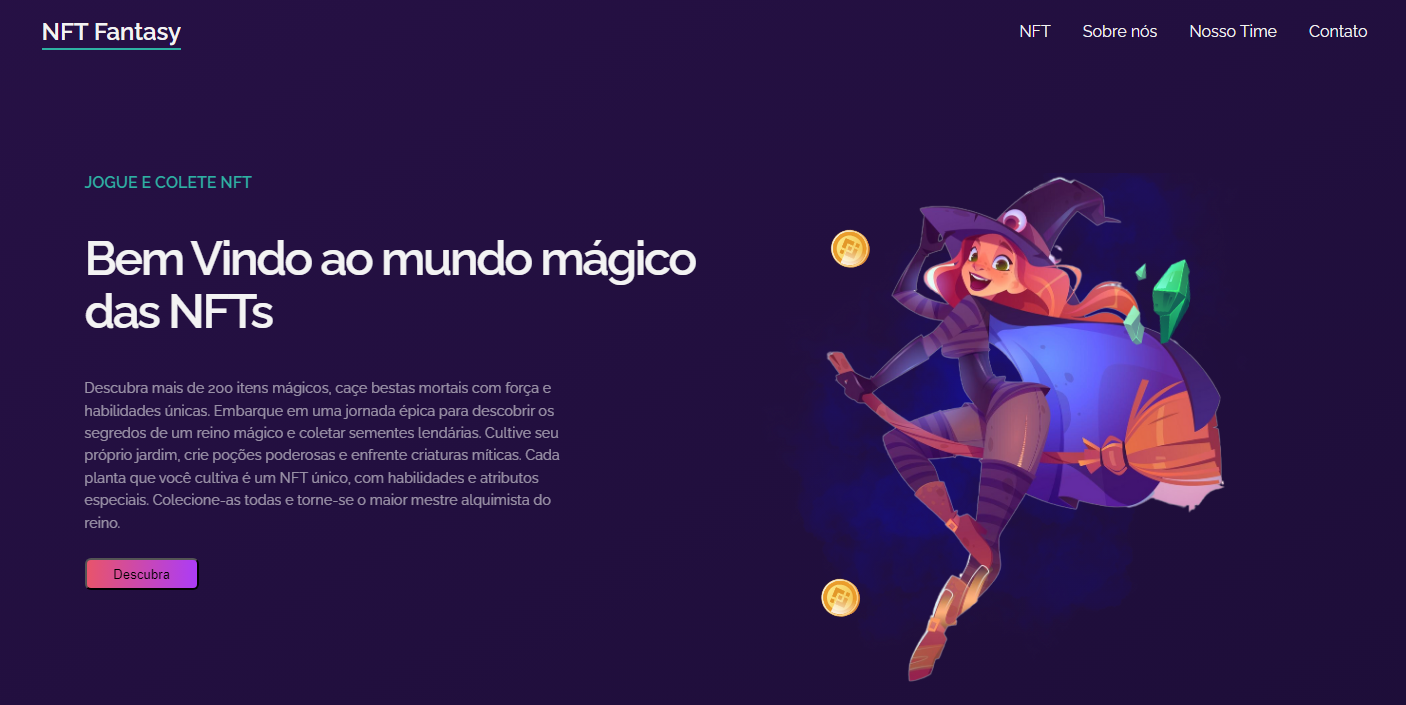 NFT Fantasy
NFT Sobre nós Nosso Time Contato
JOGUE E COLETE NFT
Bem Vindo ao mundo mágico
das NFTs
Descubra mais de 200 itens mágicos, caçe bestas mortais com força e
habilidades únicas. Embarque em uma jornada épica para descobrir os
segredos de um reino mágico e coletar sementes lendárias. Cultive seu
próprio jardim, crie poções poderosas e enfrente criaturas míticas. Cada
planta que você cultiva é um NFT único, com habilidades e atributos
especiais. Colecione-as todas e torne-se o maior mestre alquimista do
reino.
Descubra